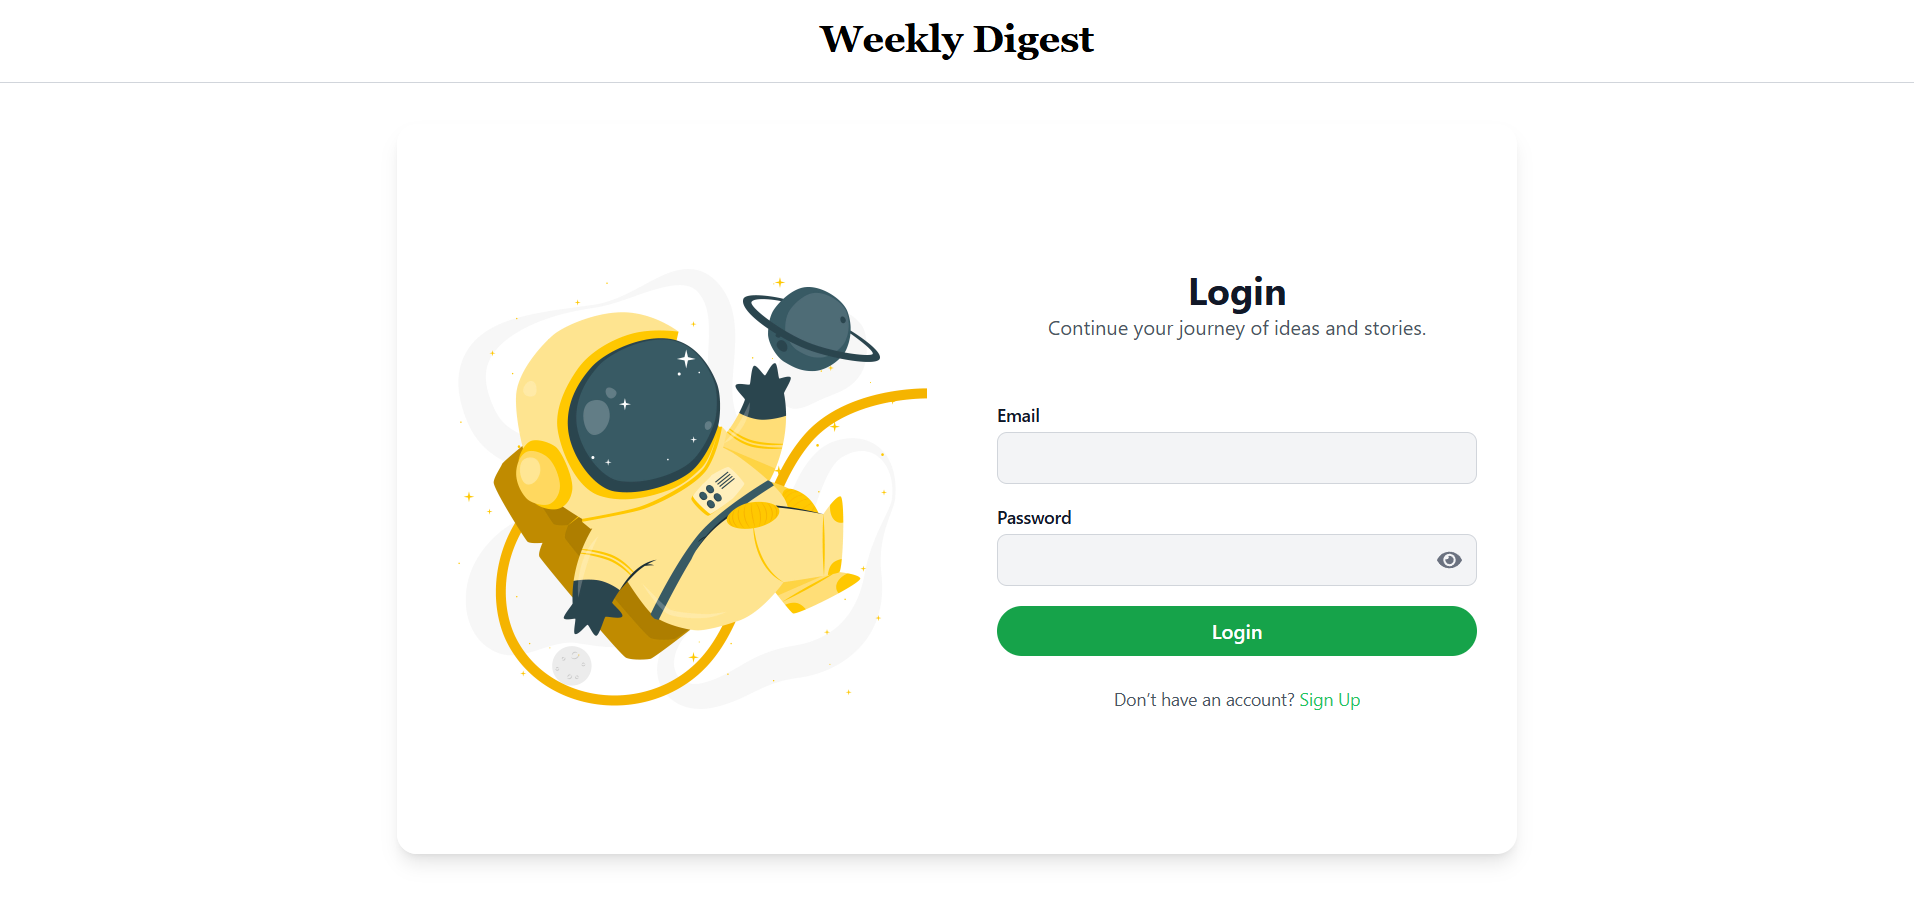 Weekly Digest
Login
Continue your journey of ideas and stories.
Email
Password
Login
Don’t have an account? Sign Up